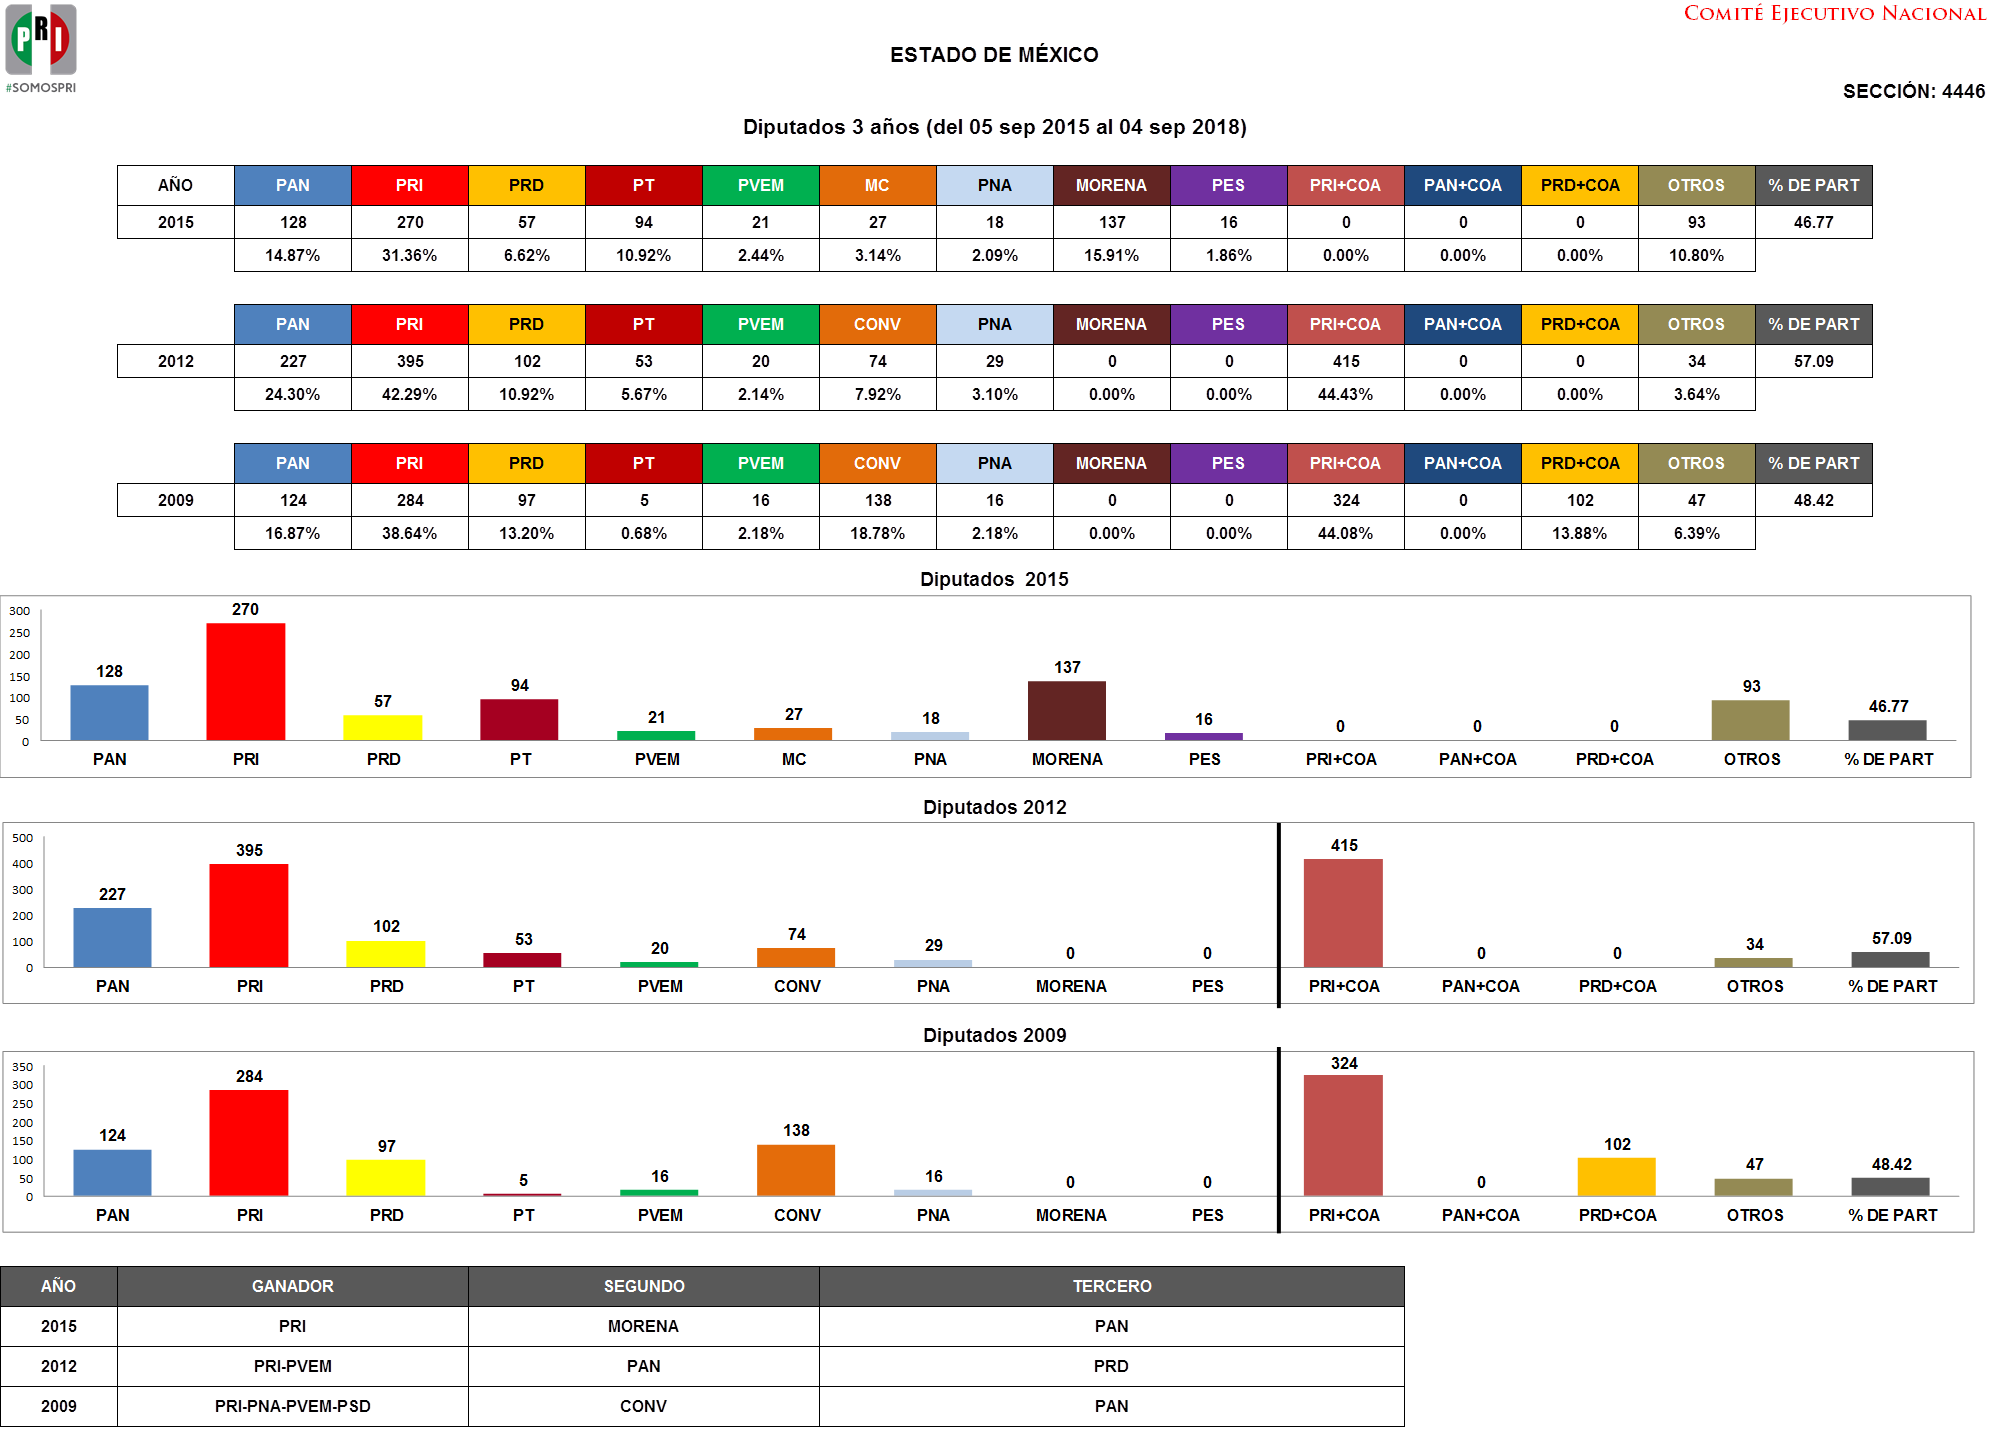 PRI
#SOMOSPRI
COMITÉ EJECUTIVO NACIONAL
ESTADO DE MÉXICO
SECCIÓN: 4446
Diputados 3 años (del 05 sep 2015 al 04 sep 2018)
AÑO PAN PRI PRD PT PVEM MC PNA MORENA PES PRI+COA PAN+COA PRD+COA OTROS % DE PART
2015 128 270 57 94 21 27 18 137 16 0 0 0 93 46.77
14.87% 31.36% 6.62% 10.92% 2.44% 3.14% 2.09% 15.91% 1.86% 0.00% 0.00% 0.00% 10.80%
PAN PRI PRD PT PVEM CONV PNA MORENA PES PRI+COA PAN+COA PRD+COA OTROS % DE PART
2012 227 395 102 53 20 74 29 0 0 415 0 0 34 57.09
24.30% 42.29% 10.92% 5.67% 2.14% 7.92% 3.10% 0.00% 0.00% 44.43% 0.00% 0.00% 3.64%
PAN PRI PRD PT PVEM CONV PNA MORENA PES PRI+COA PAN+COA PRD+COA OTROS % DE PART
2009 124 284 97 5 16 138 16 0 0 324 0 102 47 48.42
16.87% 38.64% 13.20% 0.68% 2.18% 18.78% 2.18% 0.00% 0.00% 44.08% 0.00% 13.88% 6.39%
Diputados 2015
300
250
200
150
100
50
0
128 270 57 94 21 27 18 137 16 0 0 0 93 46.77
PAN PRI PRD PT PVEM MC PNA MORENA PES PRI+COA PAN+COA PRD+COA OTROS % DE PART
Diputados 2012
500
400
300
200
100
0
227 395 102 53 20 74 29 0 0 415 0 0 34 57.09
PAN PRI PRD PT PVEM CONV PNA MORENA PES PRI+COA PAN+COA PRD+COA OTROS % DE PART
Diputados 2009
350
300
250
200
150
100
50
0
124 284 97 5 16 138 16 0 0 324 0 102 47 48.42
PAN PRI PRD PT PVEM CONV PNA MORENA PES PRI+COA PAN+COA PRD+COA OTROS % DE PART
AÑO GANADOR SEGUNDO TERCERO
2015 PRI MORENA PAN
2012 PRI-PVEM PAN PRD
2009 PRI-PNA-PVEM-PSD CONV PAN